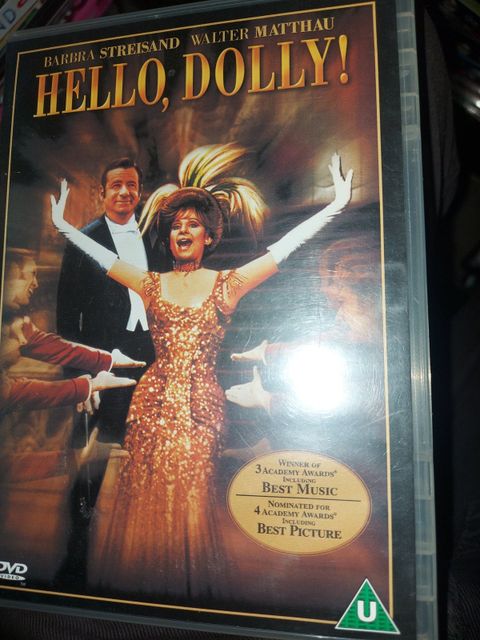 BARBRA STREISAND WALTER MATTHAU
HELLO, DOLLY!
WINNER OF
3 ACADEMY AWARDS®
INCLUDING
BEST MUSIC
NOMINATED FOR
4 ACADEMY AWARDS®
INCLUDING
BEST PICTURE
DVD
VIDEO
U